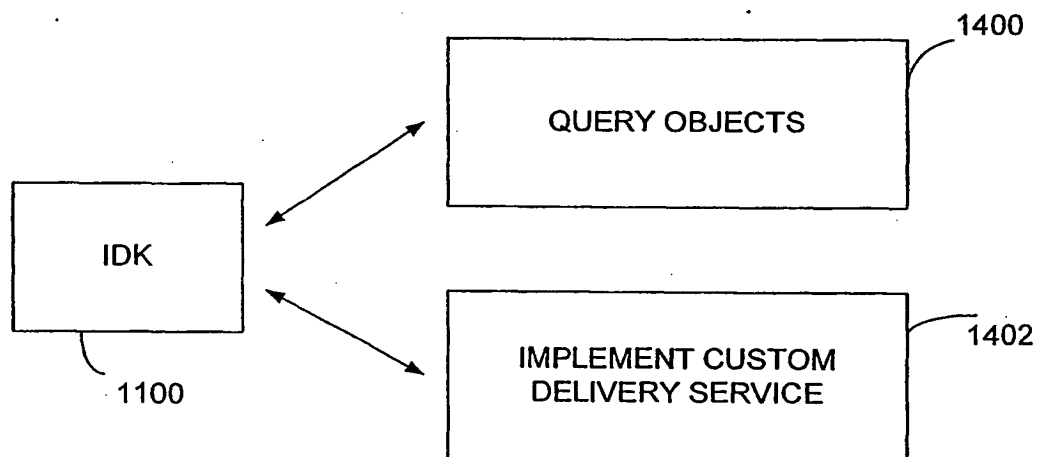 1400
QUERY OBJECTS
IDK
1100
1402
IMPLEMENT CUSTOM
DELIVERY SERVICE